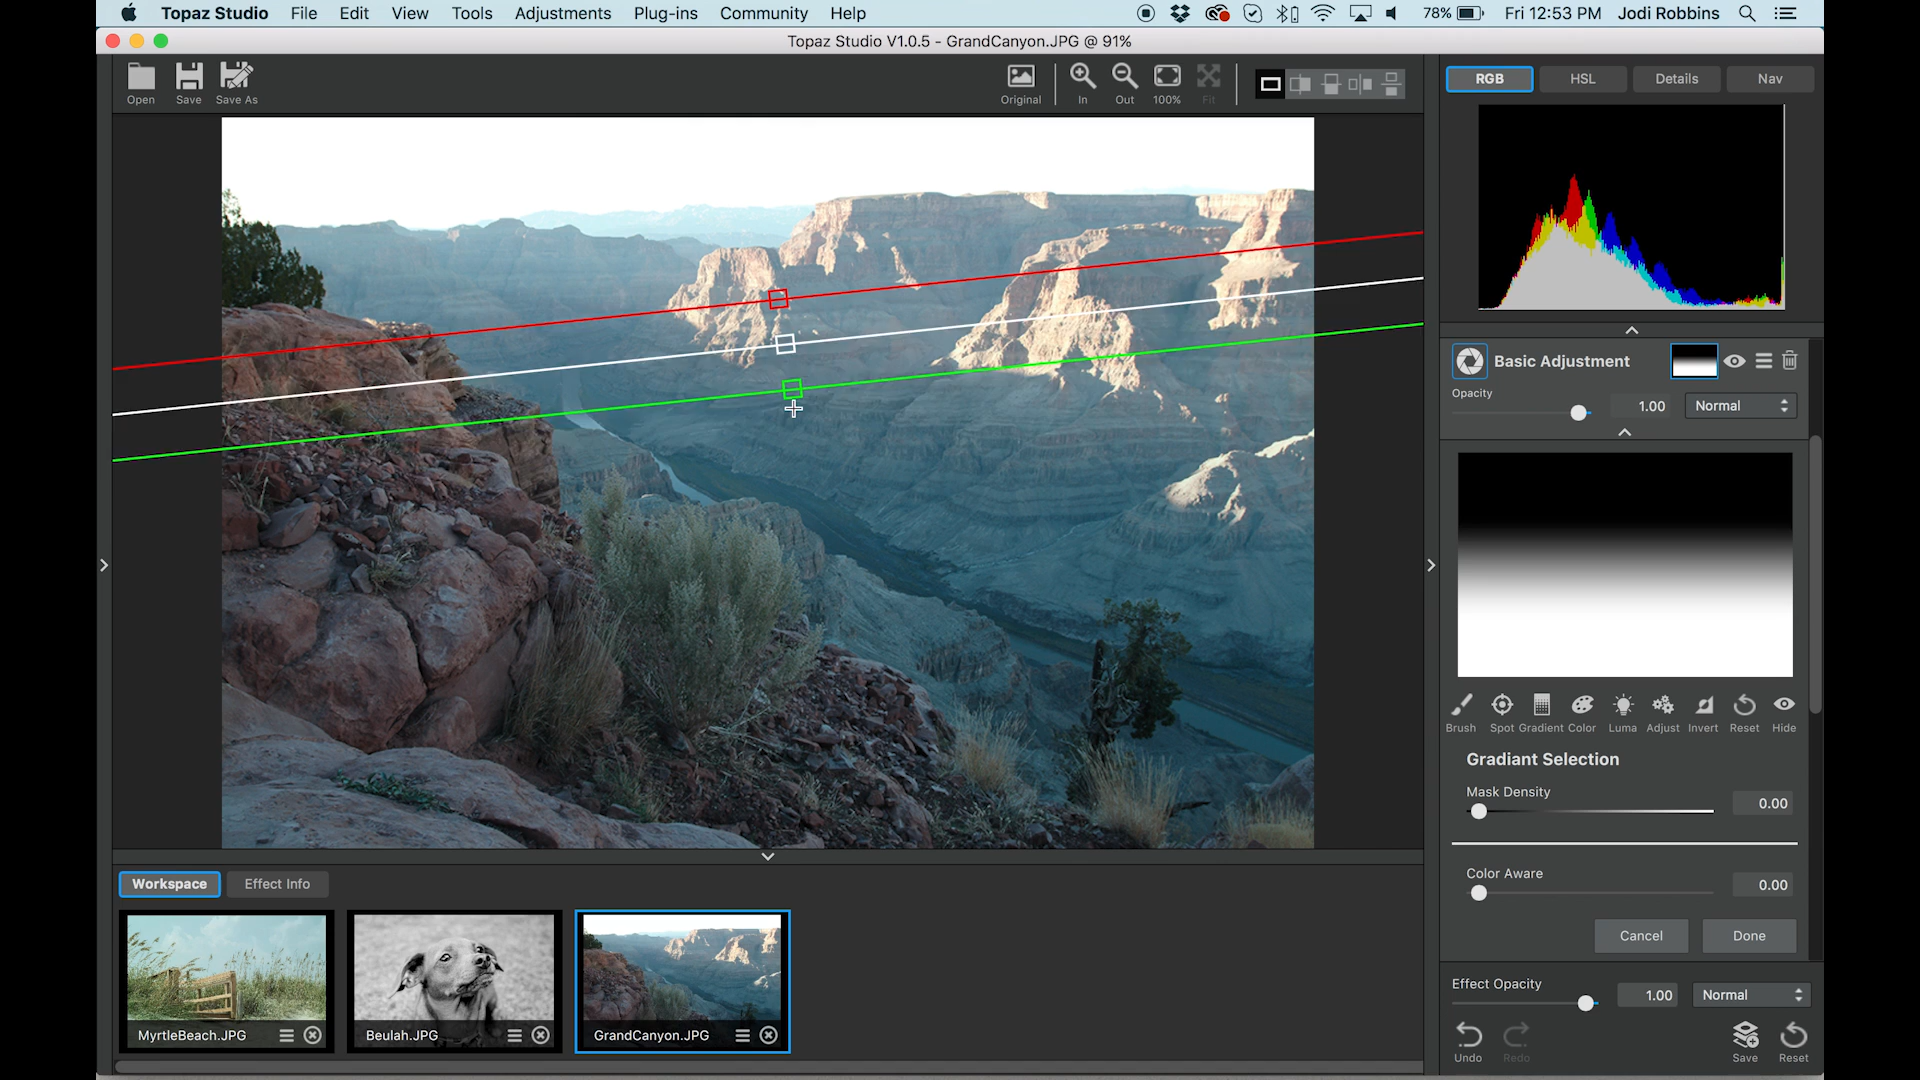 Topaz Studio File Edit View Tools Adjustments Plug-ins Community Help 78% Fri 12:53 PM Jodi Robbins
Topaz Studio V1.0.5 - GrandCanyon.JPG @ 91%
Open Save Save As Original In Out 100% Fit
RGB HSL Details Nav
Basic Adjustment
Opacity
1.00 Normal
Brush Spot Gradient Color Luma Adjust Invert Reset Hide
Gradiant Selection
Mask Density
0.00
Color Aware
0.00
Cancel Done
Effect Opacity
1.00 Normal
Undo Redo Save Reset
Workspace Effect Info
MyrtleBeach.JPG Beulah.JPG GrandCanyon.JPG